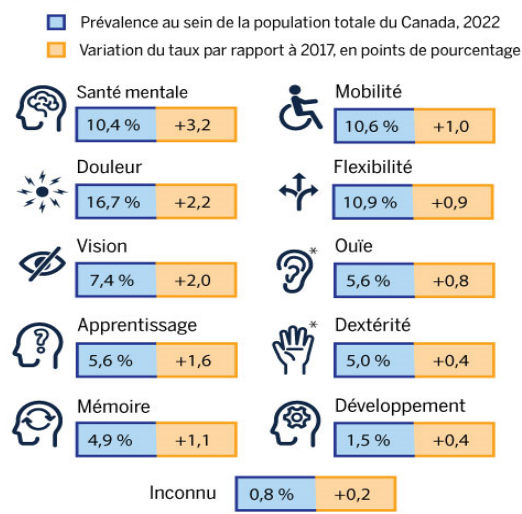 Prévalence au sein de la population totale du Canada, 2022
Variation du taux par rapport à 2017, en points de pourcentage
Santé mentale
10,4 % +3,2
Mobilité
10,6 % +1,0
Douleur
16,7 % +2,2
Flexibilité
10,9 % +0,9
Vision
7,4 % +2,0
Ouïe
*
5,6 % +0,8
Apprentissage
5,6 % +1,6
Dextérité
*
5,0 % +0,4
Mémoire
4,9 % +1,1
Développement
1,5 % +0,4
Inconnu 0,8 % +0,2